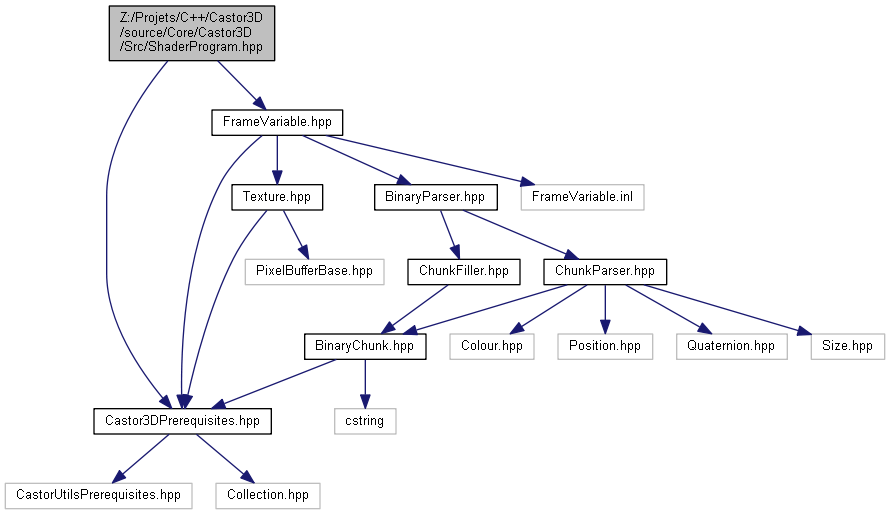 Z:/Projets/C++/Castor3D
/source/Core/Castor3D
/Src/ShaderProgram.hpp
FrameVariable.hpp
Texture.hpp
BinaryParser.hpp
FrameVariable.inl
PixelBufferBase.hpp
ChunkFiller.hpp
ChunkParser.hpp
BinaryChunk.hpp
Colour.hpp
Position.hpp
Quaternion.hpp
Size.hpp
Castor3DPrerequisites.hpp
cstring
CastorUtilsPrerequisites.hpp
Collection.hpp